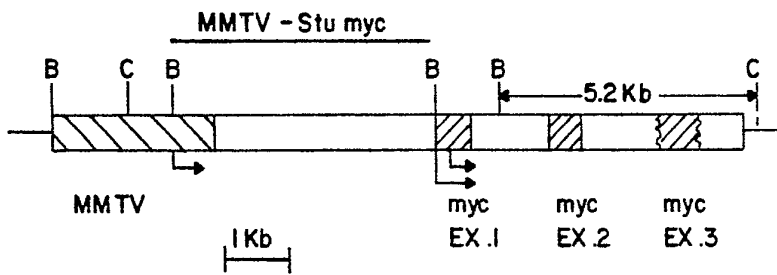 MMTV - Stu myc
B C B B B C
5.2 Kb
MMTV myc myc myc
1 Kb EX.1 EX.2 EX.3